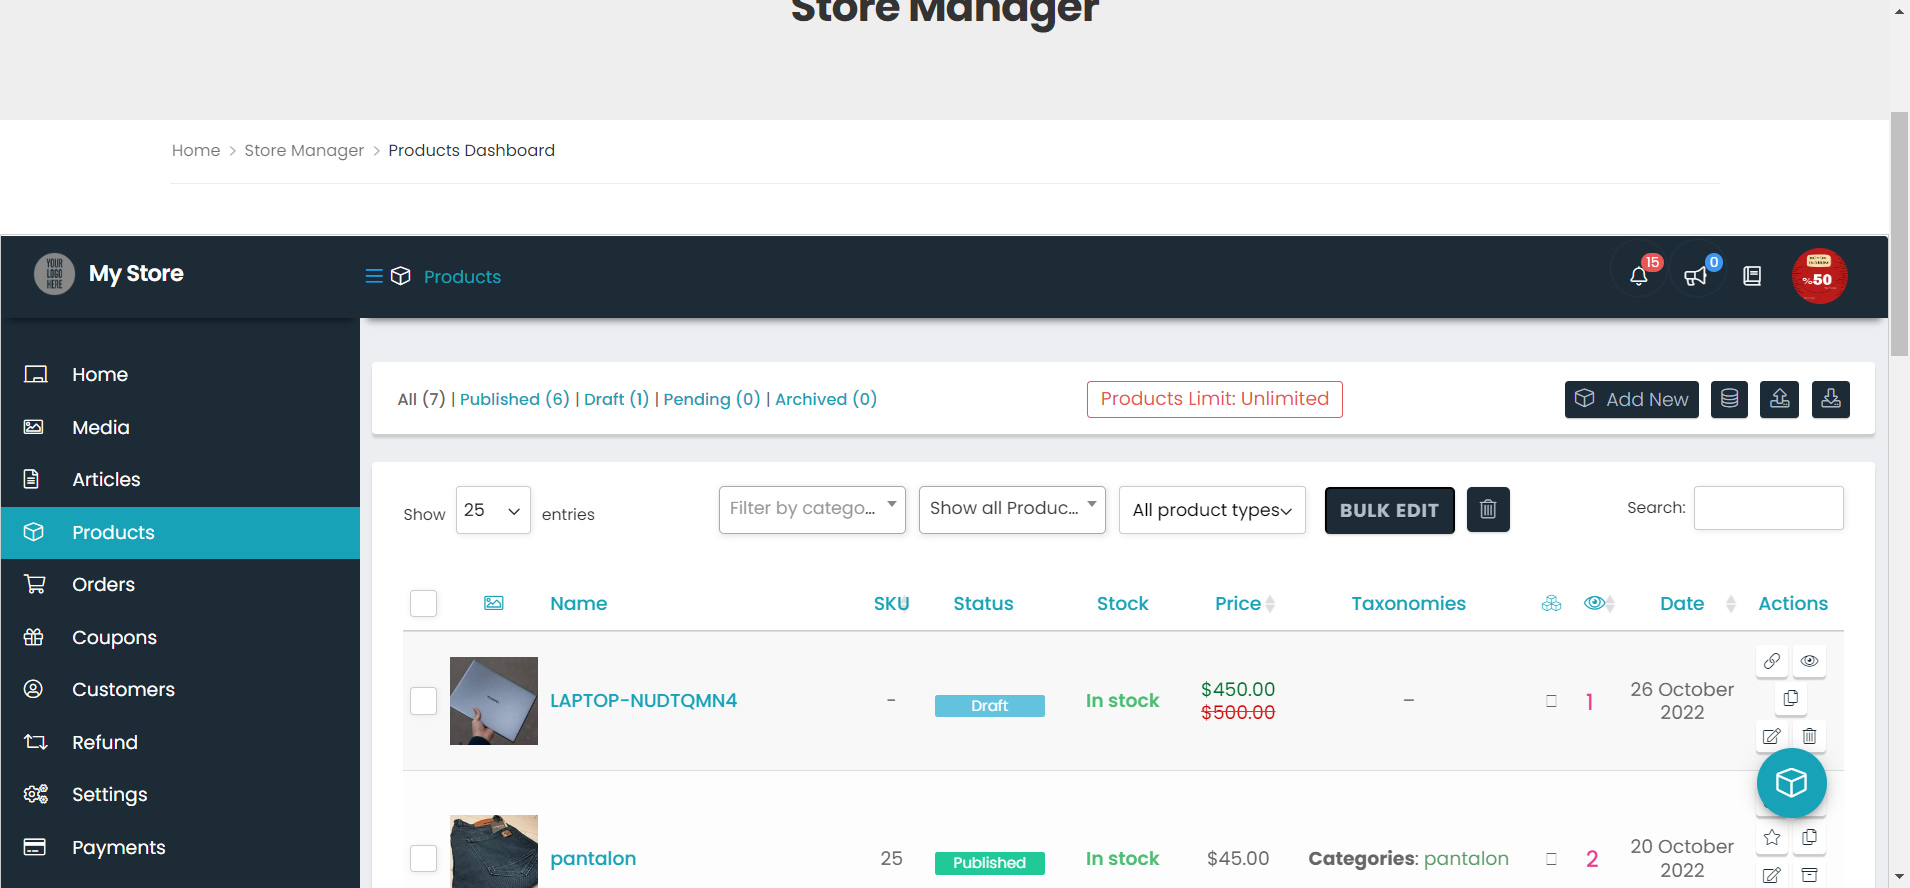 Store Manager
Home > Store Manager > Products Dashboard
YOUR LOGO HERE
My Store
Products
15
0
%50
Home
Media
Articles
Products
Orders
Coupons
Customers
Refund
Settings
Payments
All (7) | Published (6) | Draft (1) | Pending (0) | Archived (0)
Products Limit: Unlimited
Add New
Show 25 entries
Filter by catego...
Show all Produc...
All product types
BULK EDIT
Search:
Name SKU Status Stock Price Taxonomies Date Actions
LAPTOP-NUDTQMN4 - Draft In stock $450.00 $500.00 – 1 26 October 2022
pantalon 25 Published In stock $45.00 Categories: pantalon 2 20 October 2022